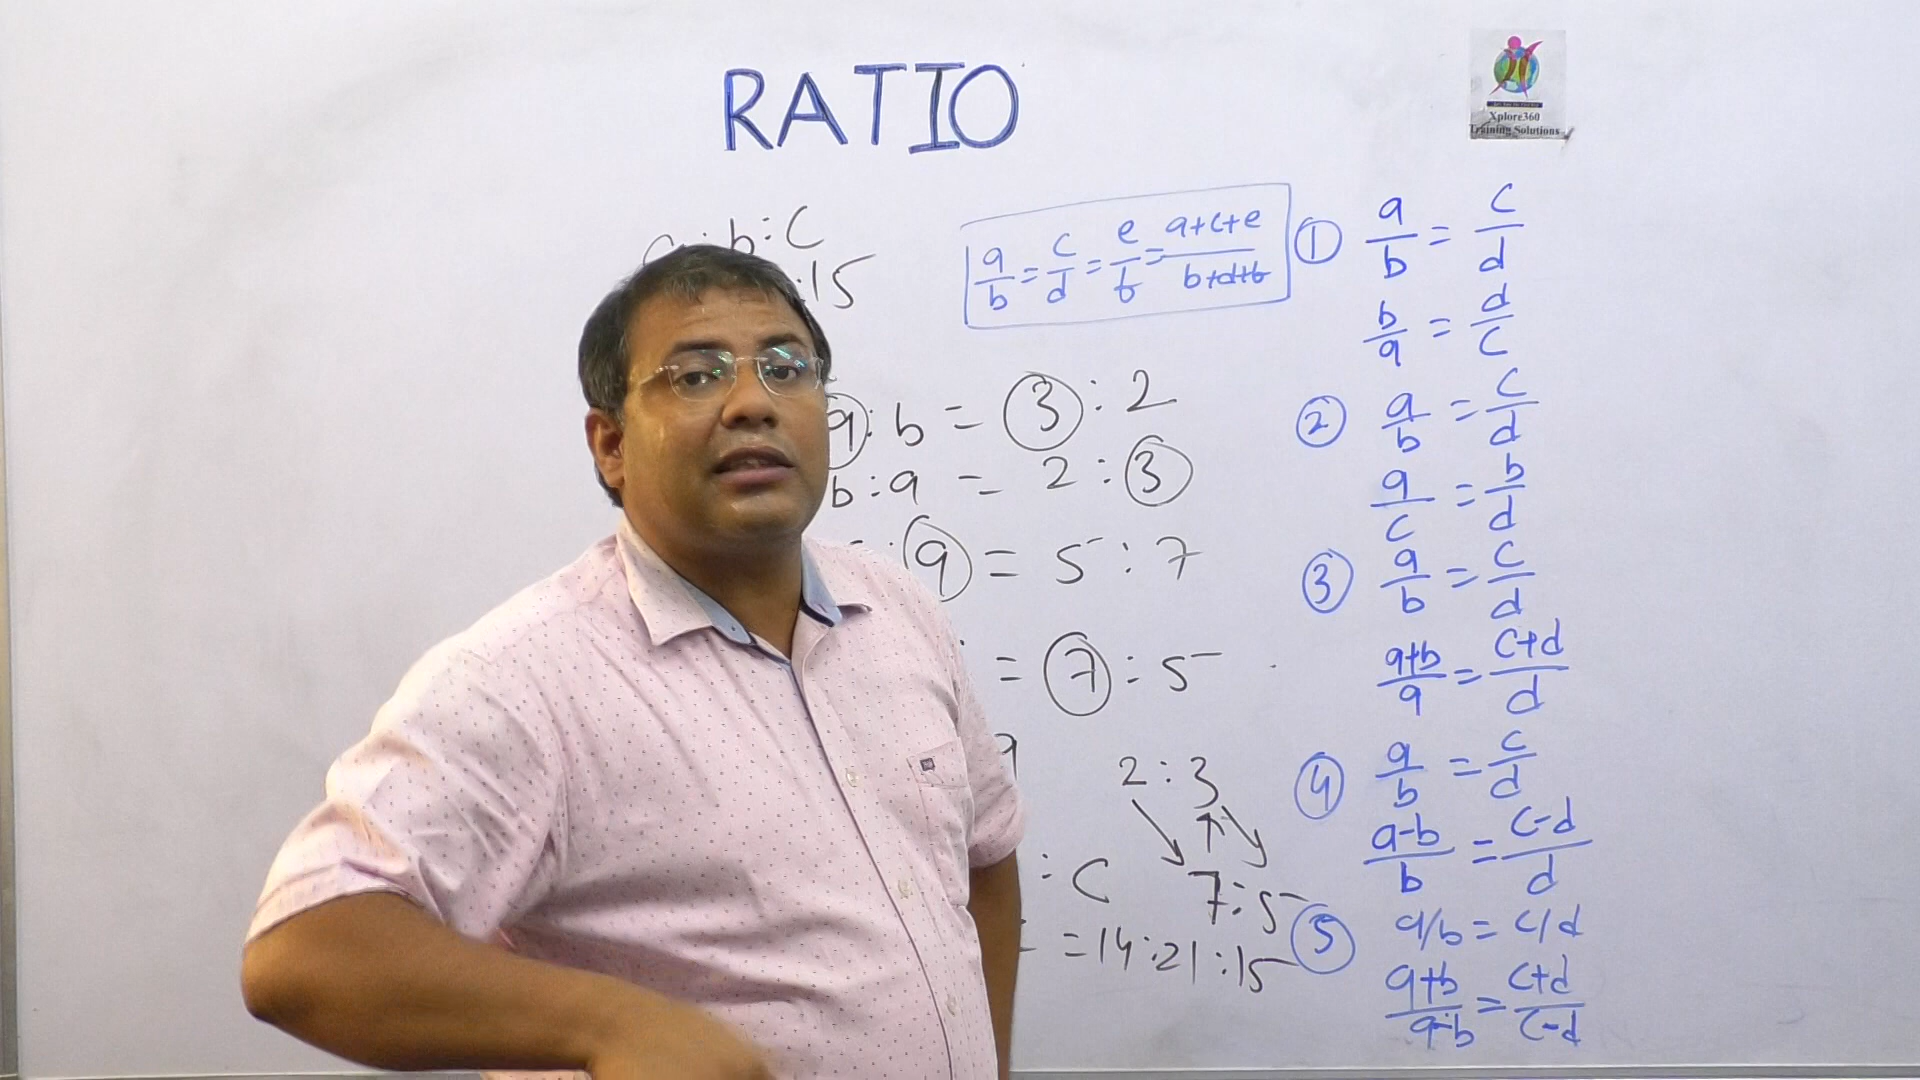 RATIO
Xplore360
Training Solutions
b:C
:15
a/b = c/d = e/f = a+c+e/b+d+f
a:b = 3:2
b:a = 2:3
:a = 5:7
= 7:5
a
2:3
7:5
:C
=14:21:15
① a/b = c/d
b/a = d/c
② a/b = c/d
a/c = b/d
③ a/b = c/d
a+b/a = c+d/d
④ a/b = c/d
a-b/b = c-d/d
⑤ a/b = c/d
a+b/a-b = c+d/c-d